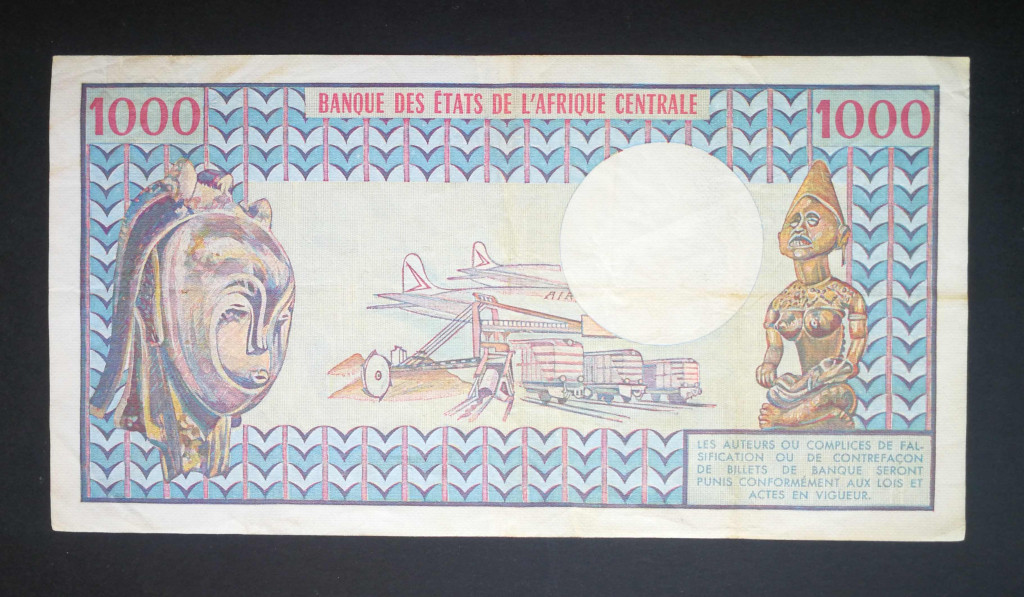 1000
BANQUE DES ÉTATS DE L'AFRIQUE CENTRALE
1000
AIR
LES AUTEURS OU COMPLICES DE FAL-
SIFICATION OU DE CONTREFAÇON
DE BILLETS DE BANQUE SERONT
PUNIS CONFORMÉMENT AUX LOIS ET
ACTES EN VIGUEUR.